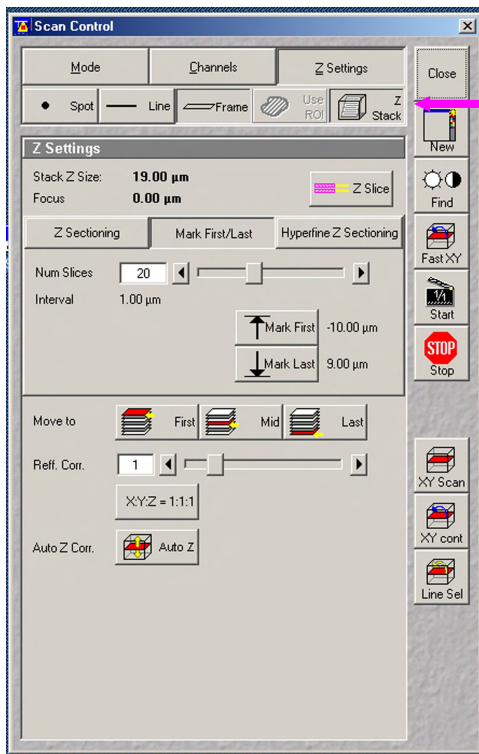 Scan Control
Mode Channels Z Settings Close
Spot Line Frame Use ROI Z Stack
New
Z Settings
Stack Z Size: 19.00 µm
Focus 0.00 µm
Z Slice
Find
Z Sectioning Mark First/Last Hyperfine Z Sectioning
Fast XY
Num Slices 20
Interval 1.00 µm
1/1
Start
Mark First -10.00 µm
STOP
Mark Last 9.00 µm
Stop
Move to First Mid Last
Reff. Corr. 1
XY Scan
X:Y:Z = 1:1:1
XY cont
Auto Z Corr. Auto Z
Line Sel